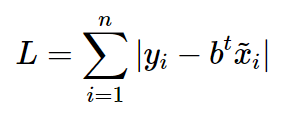 L = \sum_{i=1}^{n} |y_i - b^t \tilde{x}_i|